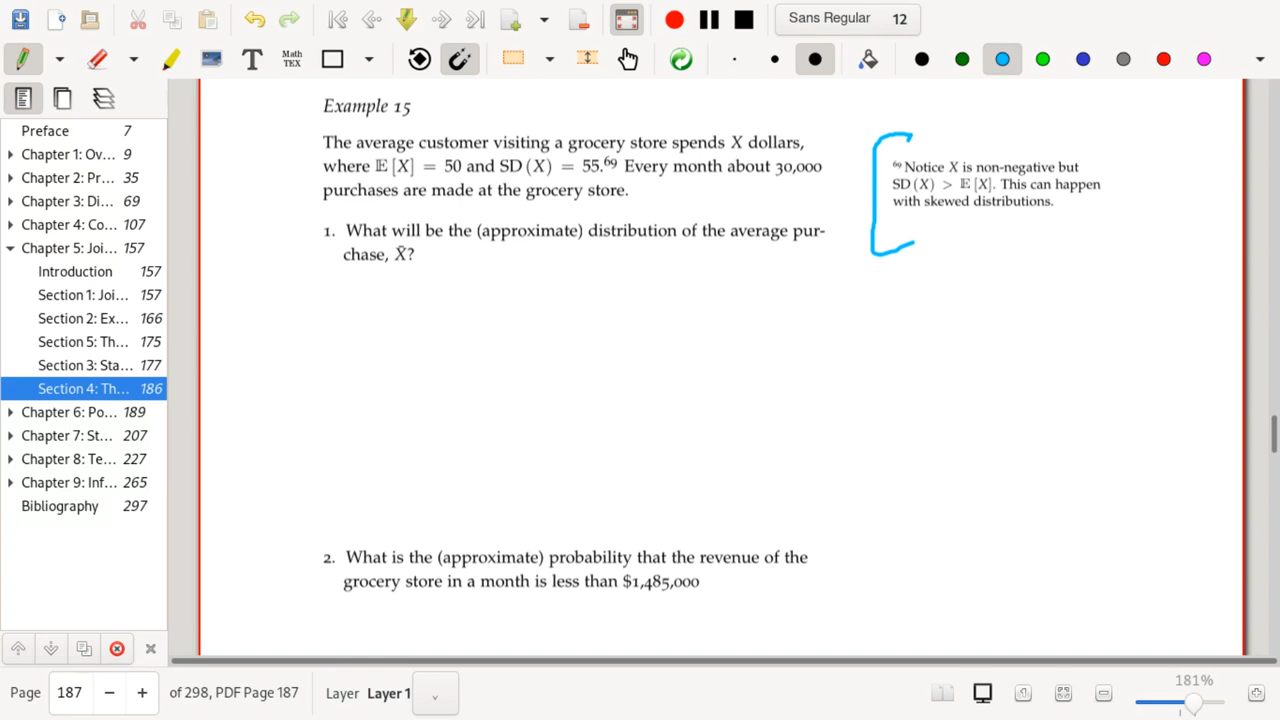 Sans Regular 12
Math
TEX
T
Preface 7
Chapter 1: Ov... 9
Chapter 2: Pr... 35
Chapter 3: Di... 69
Chapter 4: Co... 107
Chapter 5: Joi... 157
Introduction 157
Section 1: Joi... 157
Section 2: Ex... 166
Section 5: Th... 175
Section 3: Sta... 177
Section 4: Th... 186
Chapter 6: Po... 189
Chapter 7: St... 207
Chapter 8: Te... 227
Chapter 9: Inf... 265
Bibliography 297
Example 15
The average customer visiting a grocery store spends X dollars,
where 𝔼 [X] = 50 and SD (X) = 55.⁶⁹ Every month about 30,000
purchases are made at the grocery store.
1. What will be the (approximate) distribution of the average pur-
chase, X̄?
2. What is the (approximate) probability that the revenue of the
grocery store in a month is less than $1,485,000
⁶⁹ Notice X is non-negative but
SD (X) > 𝔼 [X]. This can happen
with skewed distributions.
Page 187 of 298, PDF Page 187 Layer Layer 1 181%